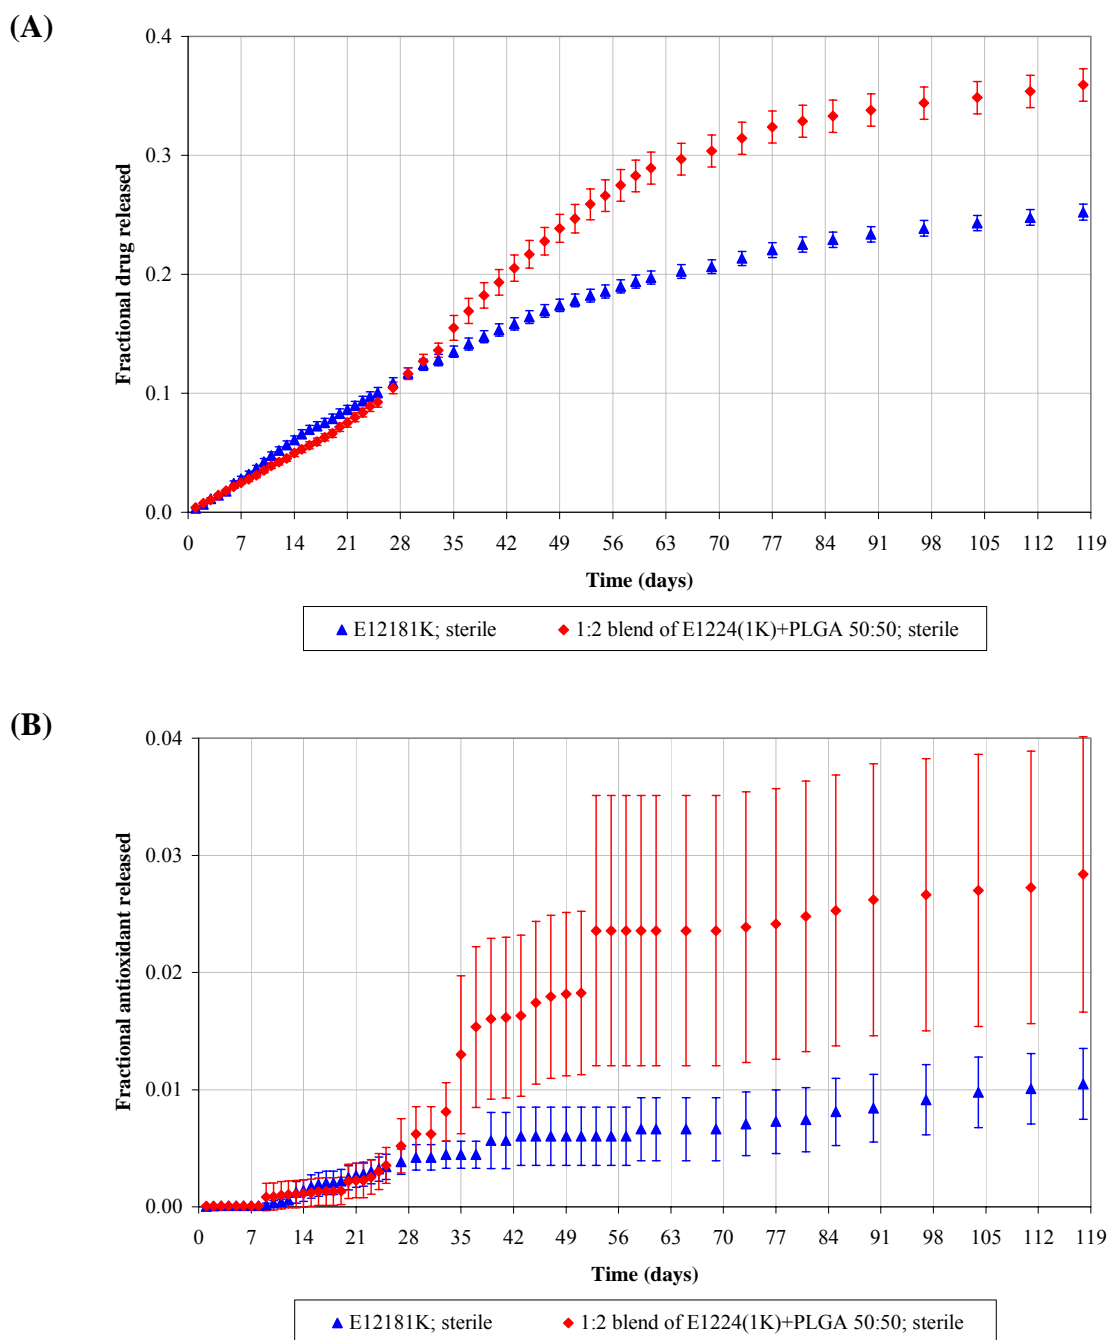 (A)
Fractional drug released
0.4
0.3
0.2
0.1
0.0
0 7 14 21 28 35 42 49 56 63 70 77 84 91 98 105 112 119
Time (days)
E12181K; sterile 1:2 blend of E1224(1K)+PLGA 50:50; sterile
(B)
Fractional antioxidant released
0.04
0.03
0.02
0.01
0.00
0 7 14 21 28 35 42 49 56 63 70 77 84 91 98 105 112 119
Time (days)
E12181K; sterile 1:2 blend of E1224(1K)+PLGA 50:50; sterile